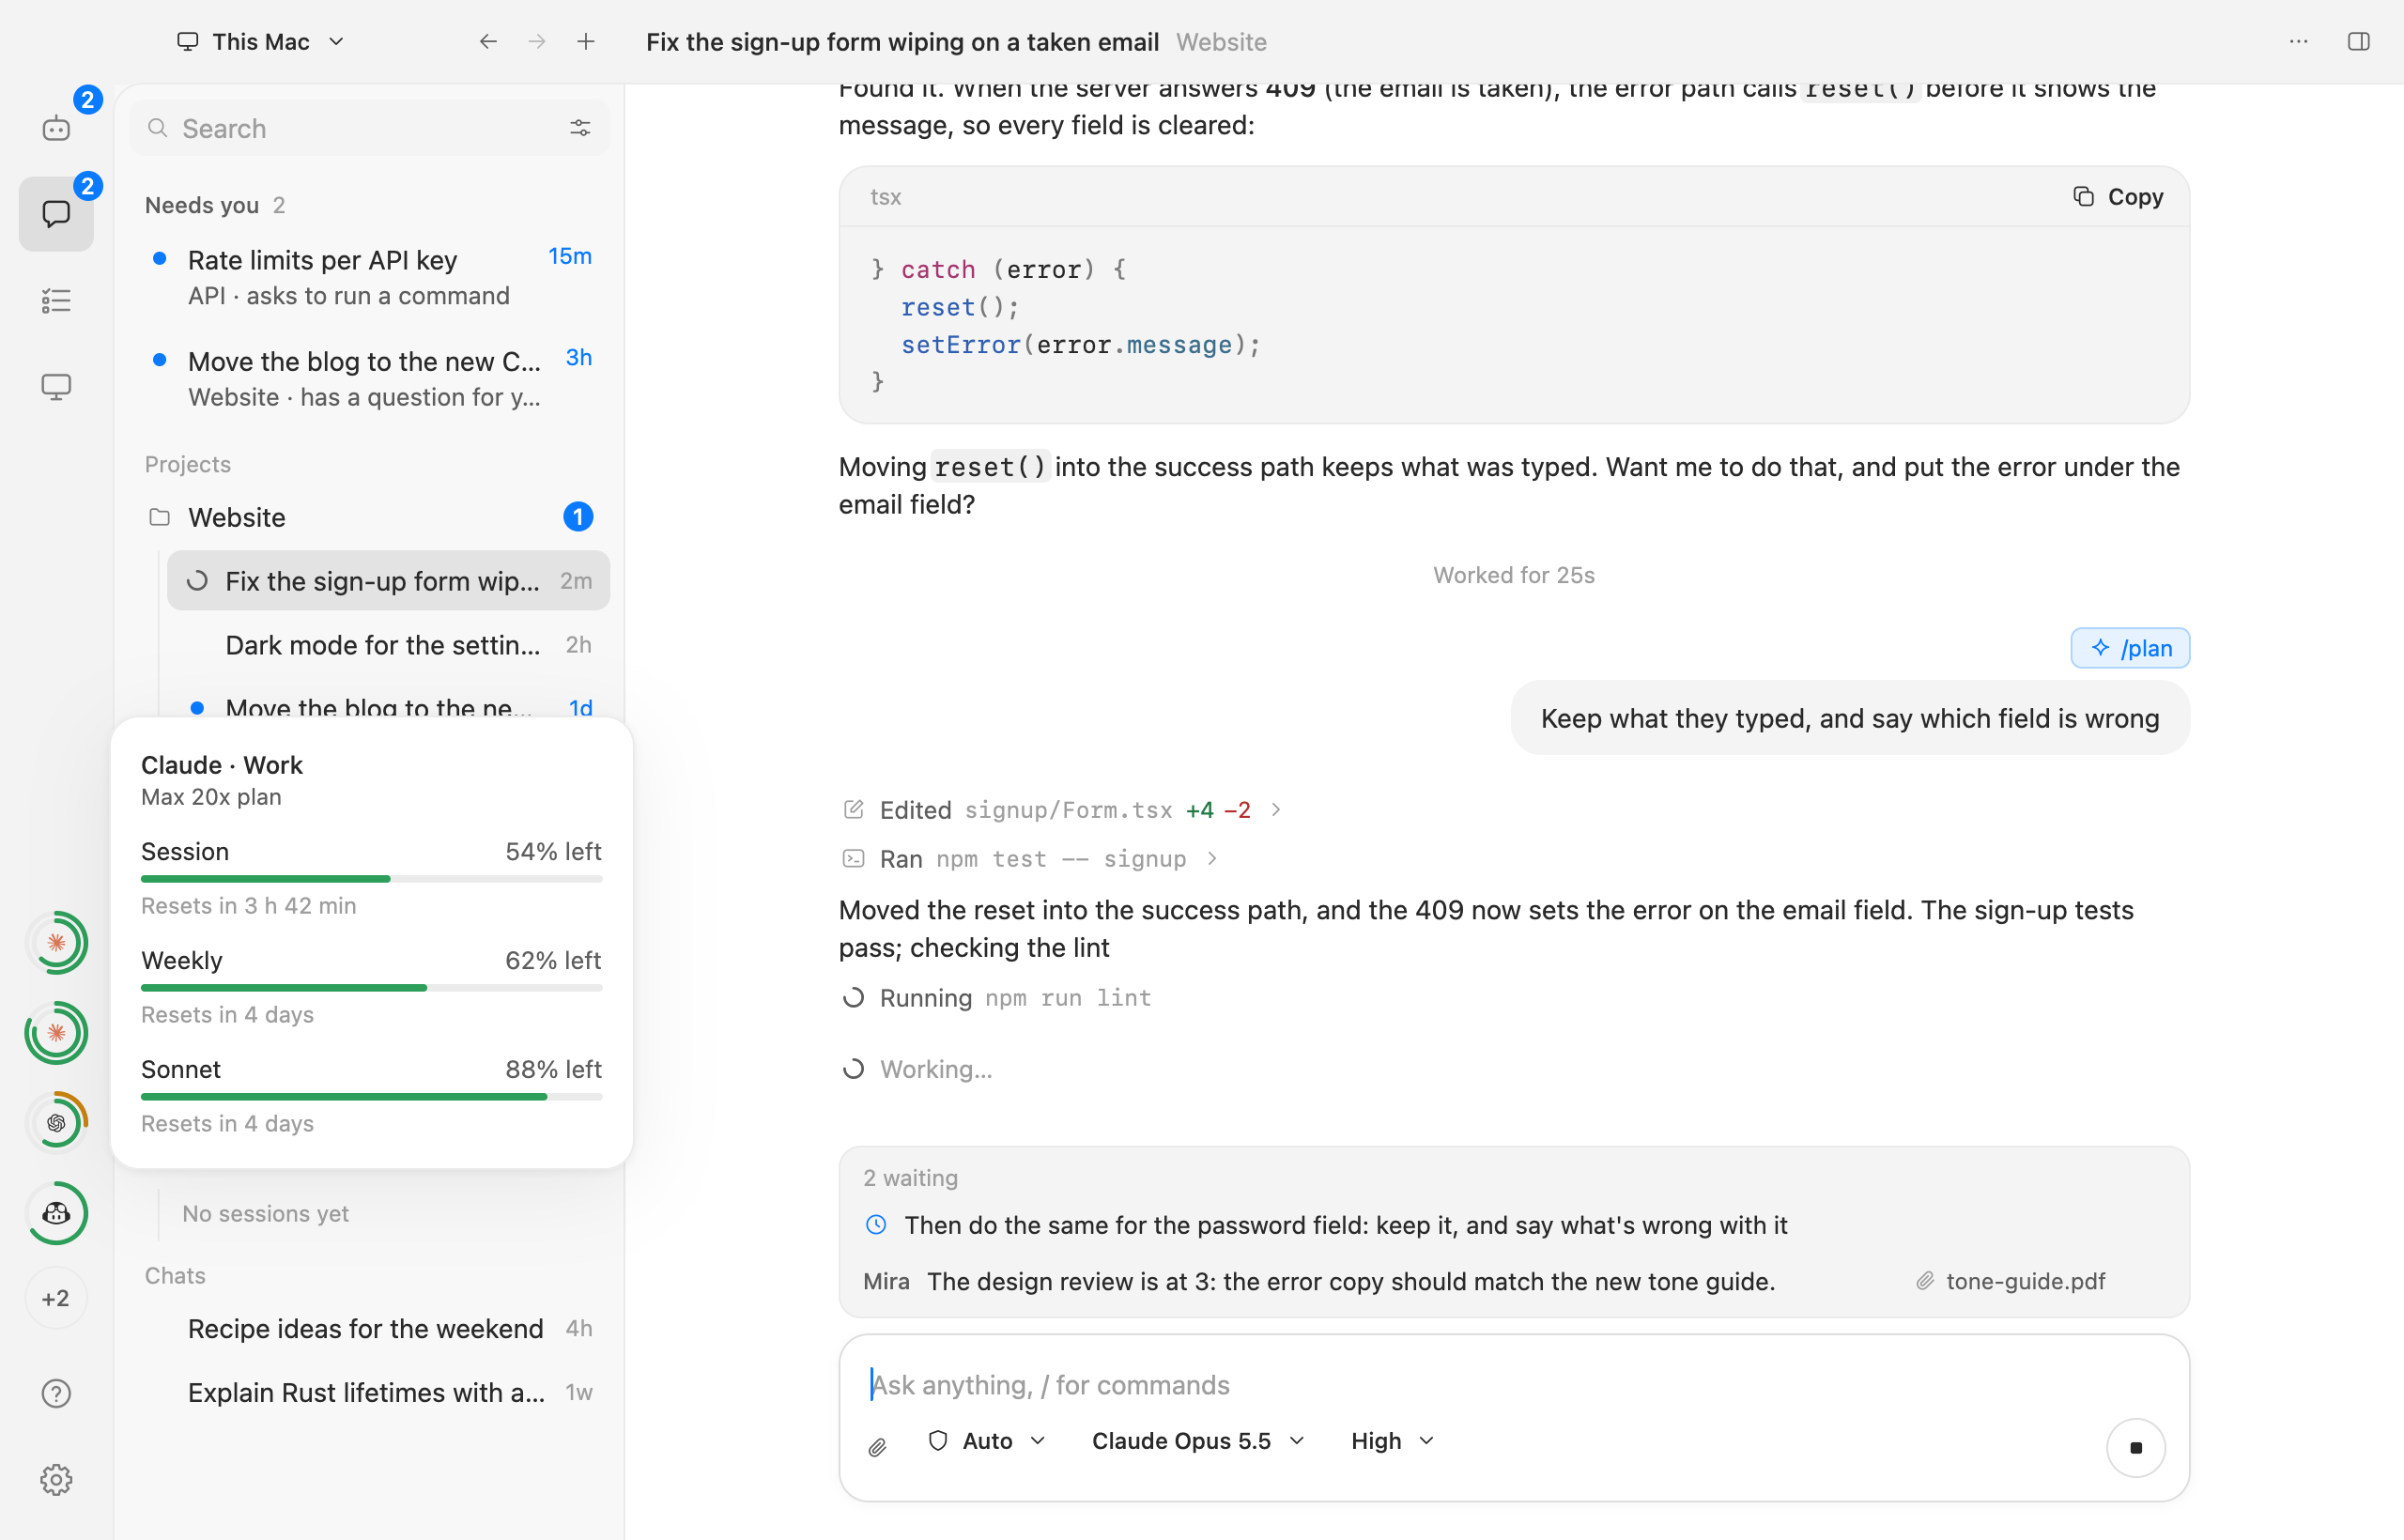 This Mac
Fix the sign-up form wiping on a taken email Website
2
2
Search
Needs you 2
Rate limits per API key 15m
API · asks to run a command
Move the blog to the new C... 3h
Website · has a question for y...
Projects
Website 1
Fix the sign-up form wip... 2m
Dark mode for the settin... 2h
Move the blog to the ne... 1d
Claude · Work
Max 20x plan
Session 54% left
Resets in 3 h 42 min
Weekly 62% left
Resets in 4 days
Sonnet 88% left
Resets in 4 days
+2
No sessions yet
Chats
Recipe ideas for the weekend 4h
Explain Rust lifetimes with a... 1w
Found it. When the server answers 409 (the email is taken), the error path calls reset() before it shows the
message, so every field is cleared:
tsx Copy
} catch (error) {
reset();
setError(error.message);
}
Moving reset() into the success path keeps what was typed. Want me to do that, and put the error under the
email field?
Worked for 25s
/plan
Keep what they typed, and say which field is wrong
Edited signup/Form.tsx +4 −2
Ran npm test -- signup
Moved the reset into the success path, and the 409 now sets the error on the email field. The sign-up tests
pass; checking the lint
Running npm run lint
Working...
2 waiting
Then do the same for the password field: keep it, and say what's wrong with it
Mira The design review is at 3: the error copy should match the new tone guide. tone-guide.pdf
Ask anything, / for commands
Auto Claude Opus 5.5 High